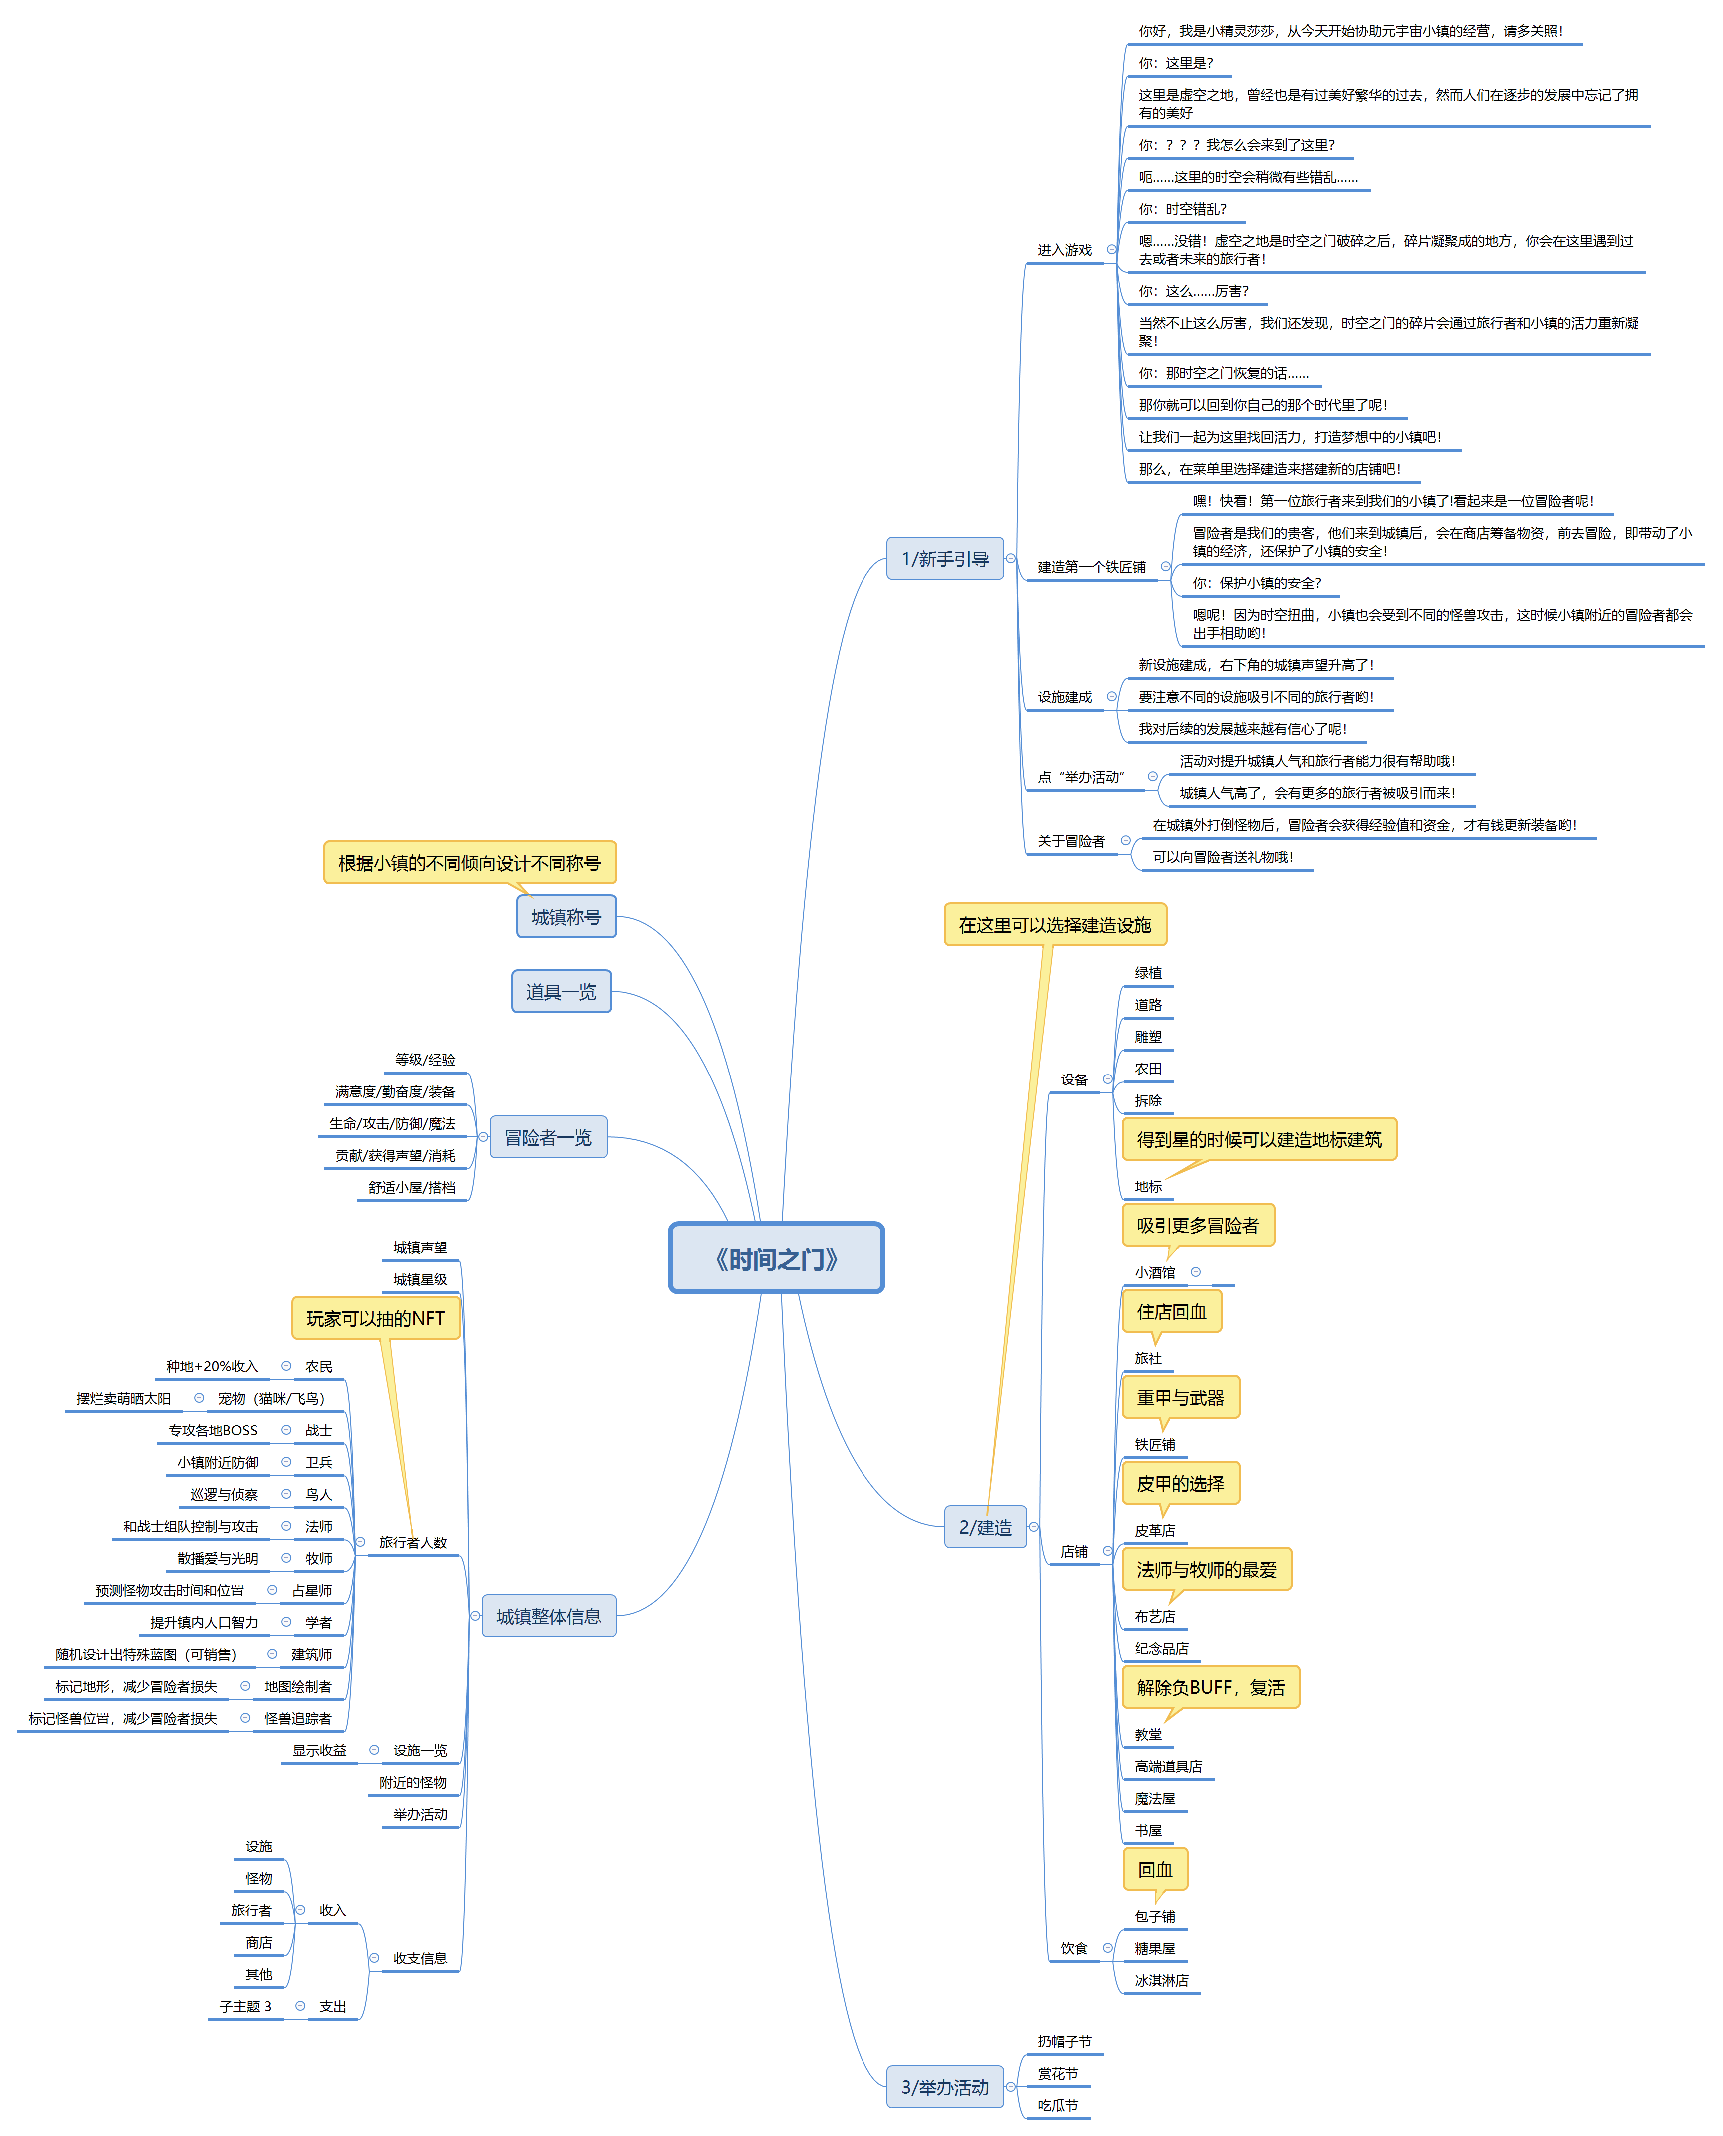 《时间之门》
1/新手引导
进入游戏
你好，我是小精灵莎莎，从今天开始协助元宇宙小镇的经营，请多关照！
你：这里是？
这里是虚空之地，曾经也是有过美好繁华的过去，然而人们在逐步的发展中忘记了拥
有的美好
你：？？？我怎么会来到了这里？
呃……这里的时空会稍微有些错乱……
你：时空错乱？
嗯……没错！虚空之地是时空之门破碎之后，碎片凝聚成的地方，你会在这里遇到过
去或者未来的旅行者！
你：这么……厉害？
当然不止这么厉害，我们还发现，时空之门的碎片会通过旅行者和小镇的活力重新凝
聚！
你：那时空之门恢复的话……
那你就可以回到你自己的那个时代里了呢！
让我们一起为这里找回活力，打造梦想中的小镇吧！
那么，在菜单里选择建造来搭建新的店铺吧！
建造第一个铁匠铺
嘿！快看！第一位旅行者来到我们的小镇了!看起来是一位冒险者呢！
冒险者是我们的贵客，他们来到城镇后，会在商店筹备物资，前去冒险，即带动了小
镇的经济，还保护了小镇的安全！
你：保护小镇的安全？
嗯呢！因为时空扭曲，小镇也会受到不同的怪兽攻击，这时候小镇附近的冒险者都会
出手相助哟！
设施建成
新设施建成，右下角的城镇声望升高了！
要注意不同的设施吸引不同的旅行者哟！
我对后续的发展越来越有信心了呢！
点“举办活动”
活动对提升城镇人气和旅行者能力很有帮助哦！
城镇人气高了，会有更多的旅行者被吸引而来！
关于冒险者
在城镇外打倒怪物后，冒险者会获得经验值和资金，才有钱更新装备哟！
可以向冒险者送礼物哦！
2/建造
在这里可以选择建造设施
设备
绿植
道路
雕塑
农田
拆除
得到星的时候可以建造地标建筑
地标
店铺
吸引更多冒险者
小酒馆
住店回血
旅社
重甲与武器
铁匠铺
皮甲的选择
皮革店
法师与牧师的最爱
布艺店
纪念品店
解除负BUFF，复活
教堂
高端道具店
魔法屋
书屋
饮食
回血
包子铺
糖果屋
冰淇淋店
3/举办活动
扔帽子节
赏花节
吃瓜节
根据小镇的不同倾向设计不同称号
城镇称号
道具一览
冒险者一览
等级/经验
满意度/勤奋度/装备
生命/攻击/防御/魔法
贡献/获得声望/消耗
舒适小屋/搭档
城镇整体信息
城镇声望
城镇星级
玩家可以抽的NFT
旅行者人数
农民
种地+20%收入
宠物（猫咪/飞鸟）
摆烂卖萌晒太阳
战士
专攻各地BOSS
卫兵
小镇附近防御
鸟人
巡逻与侦察
法师
和战士组队控制与攻击
牧师
散播爱与光明
占星师
预测怪物攻击时间和位置
学者
提升镇内人口智力
建筑师
随机设计出特殊蓝图（可销售）
地图绘制者
标记地形，减少冒险者损失
怪兽追踪者
标记怪兽位置，减少冒险者损失
设施一览
显示收益
附近的怪物
举办活动
收支信息
收入
设施
怪物
旅行者
商店
其他
支出
子主题 3